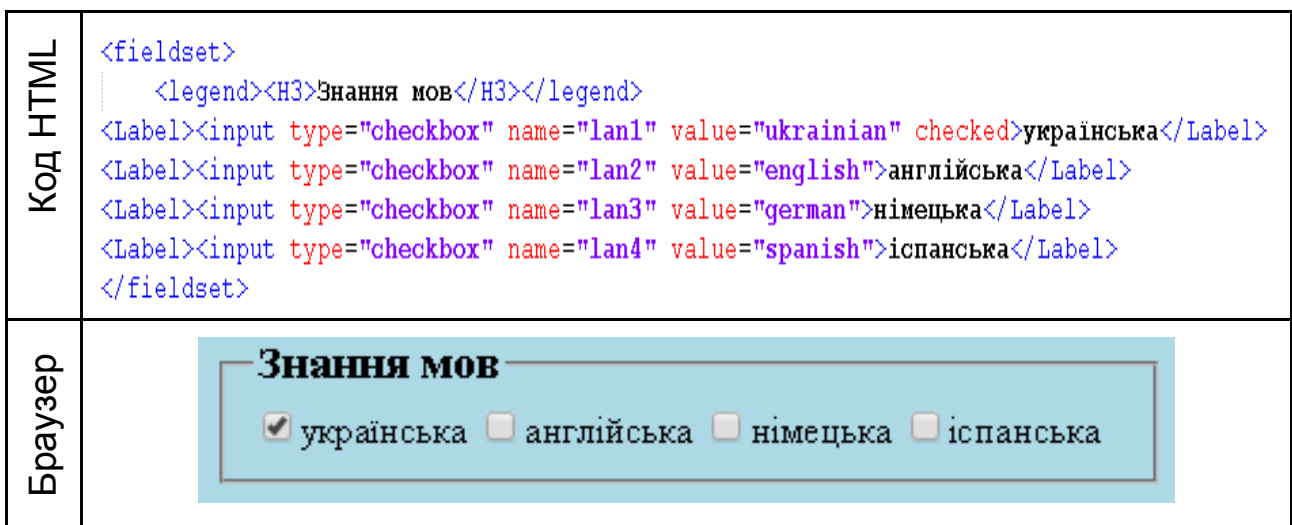 Код HTML
<fieldset>
<legend><H3>Знання мов</H3></legend>
<Label><input type="checkbox" name="lan1" value="ukrainian" checked>українська</Label>
<Label><input type="checkbox" name="lan2" value="english">англійська</Label>
<Label><input type="checkbox" name="lan3" value="german">німецька</Label>
<Label><input type="checkbox" name="lan4" value="spanish">іспанська</Label>
</fieldset>
Браузер
Знання мов
українська англійська німецька іспанська